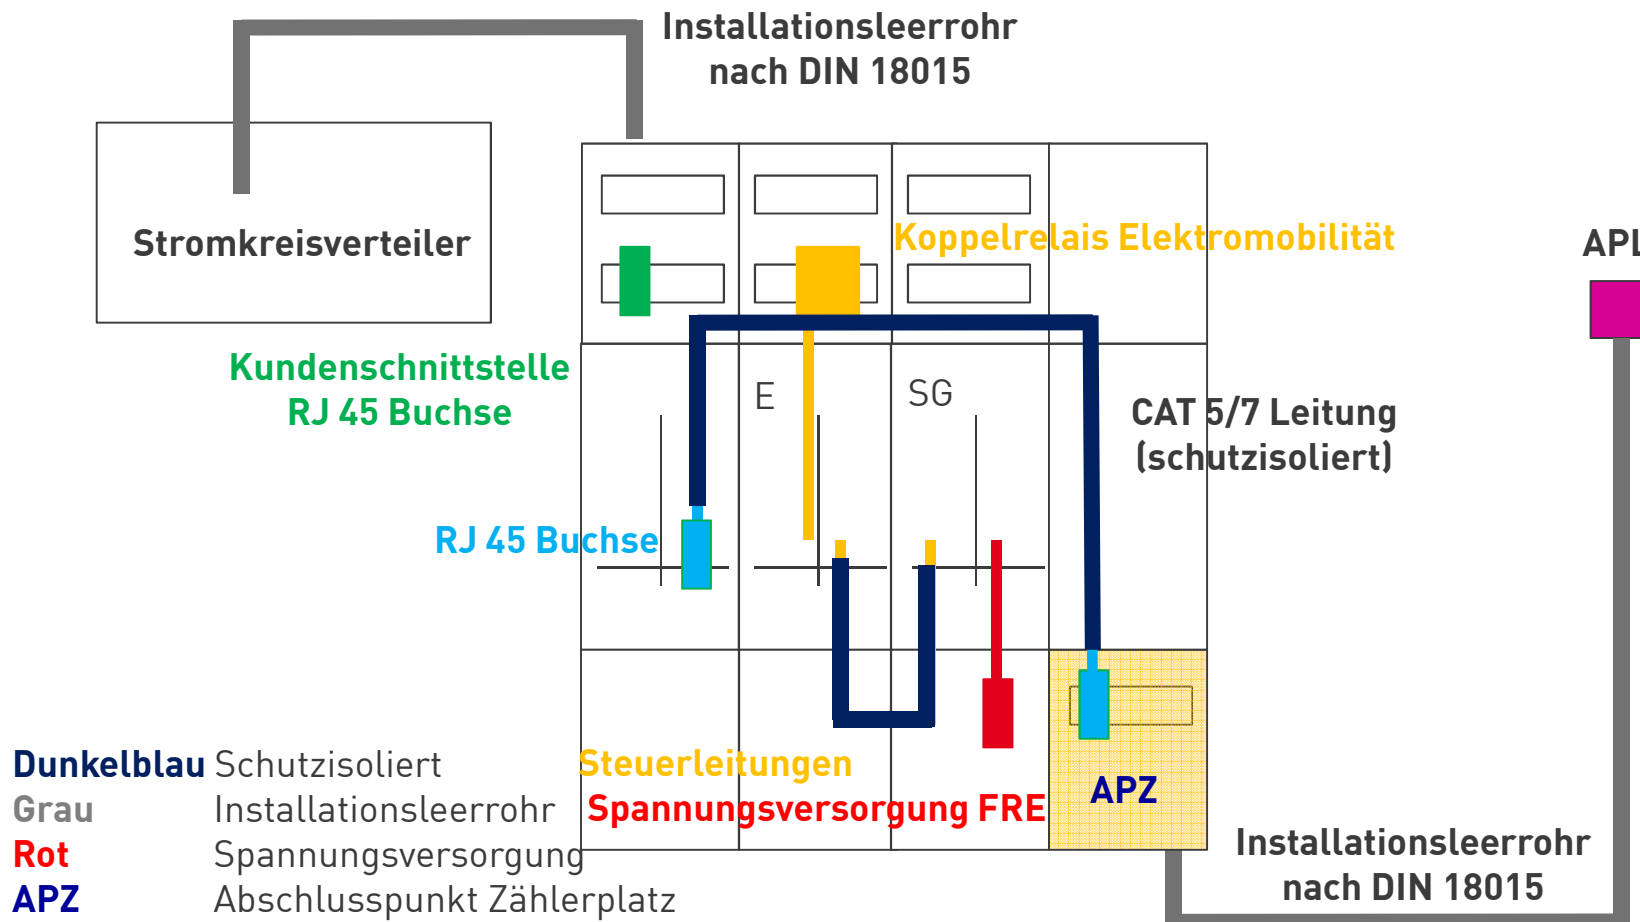 Installationsleerrohr
nach DIN 18015
Stromkreisverteiler
Koppelrelais Elektromobilität
APL
Kundenschnittstelle
RJ 45 Buchse
E
SG
CAT 5/7 Leitung
(schutzisoliert)
RJ 45 Buchse
Steuerleitungen
Spannungsversorgung FRE
APZ
Dunkelblau Schutzisoliert
Grau Installationsleerrohr
Rot Spannungsversorgung
APZ Abschlusspunkt Zählerplatz
Installationsleerrohr
nach DIN 18015